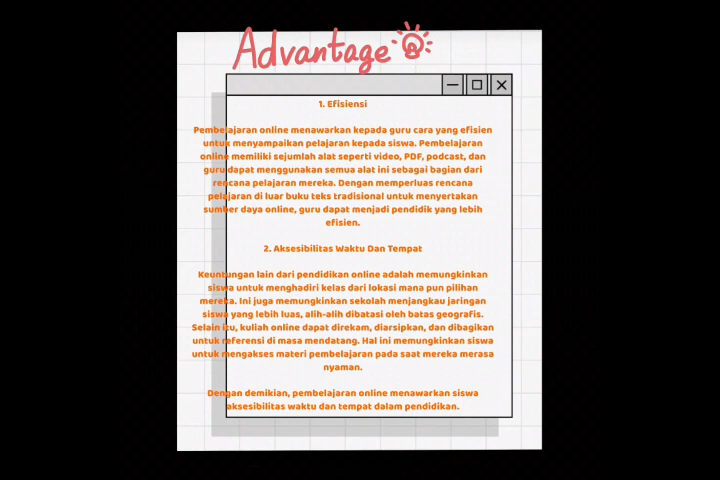 Advantage
1. Efisiensi
Pembelajaran online menawarkan kepada guru cara yang efisien
untuk menyampaikan pelajaran kepada siswa. Pembelajaran
online memiliki sejumlah alat seperti video, PDF, podcast, dan
guru dapat menggunakan semua alat ini sebagai bagian dari
rencana pelajaran mereka. Dengan memperluas rencana
pelajaran di luar buku teks tradisional untuk menyertakan
sumber daya online, guru dapat menjadi pendidik yang lebih
efisien.
2. Aksesibilitas Waktu Dan Tempat
Keuntungan lain dari pendidikan online adalah memungkinkan
siswa untuk menghadiri kelas dari lokasi mana pun pilihan
mereka. Ini juga memungkinkan sekolah menjangkau jaringan
siswa yang lebih luas, alih-alih dibatasi oleh batas geografis.
Selain itu, kuliah online dapat direkam, diarsipkan, dan dibagikan
untuk referensi di masa mendatang. Hal ini memungkinkan siswa
untuk mengakses materi pembelajaran pada saat mereka merasa
nyaman.
Dengan demikian, pembelajaran online menawarkan siswa
aksesibilitas waktu dan tempat dalam pendidikan.